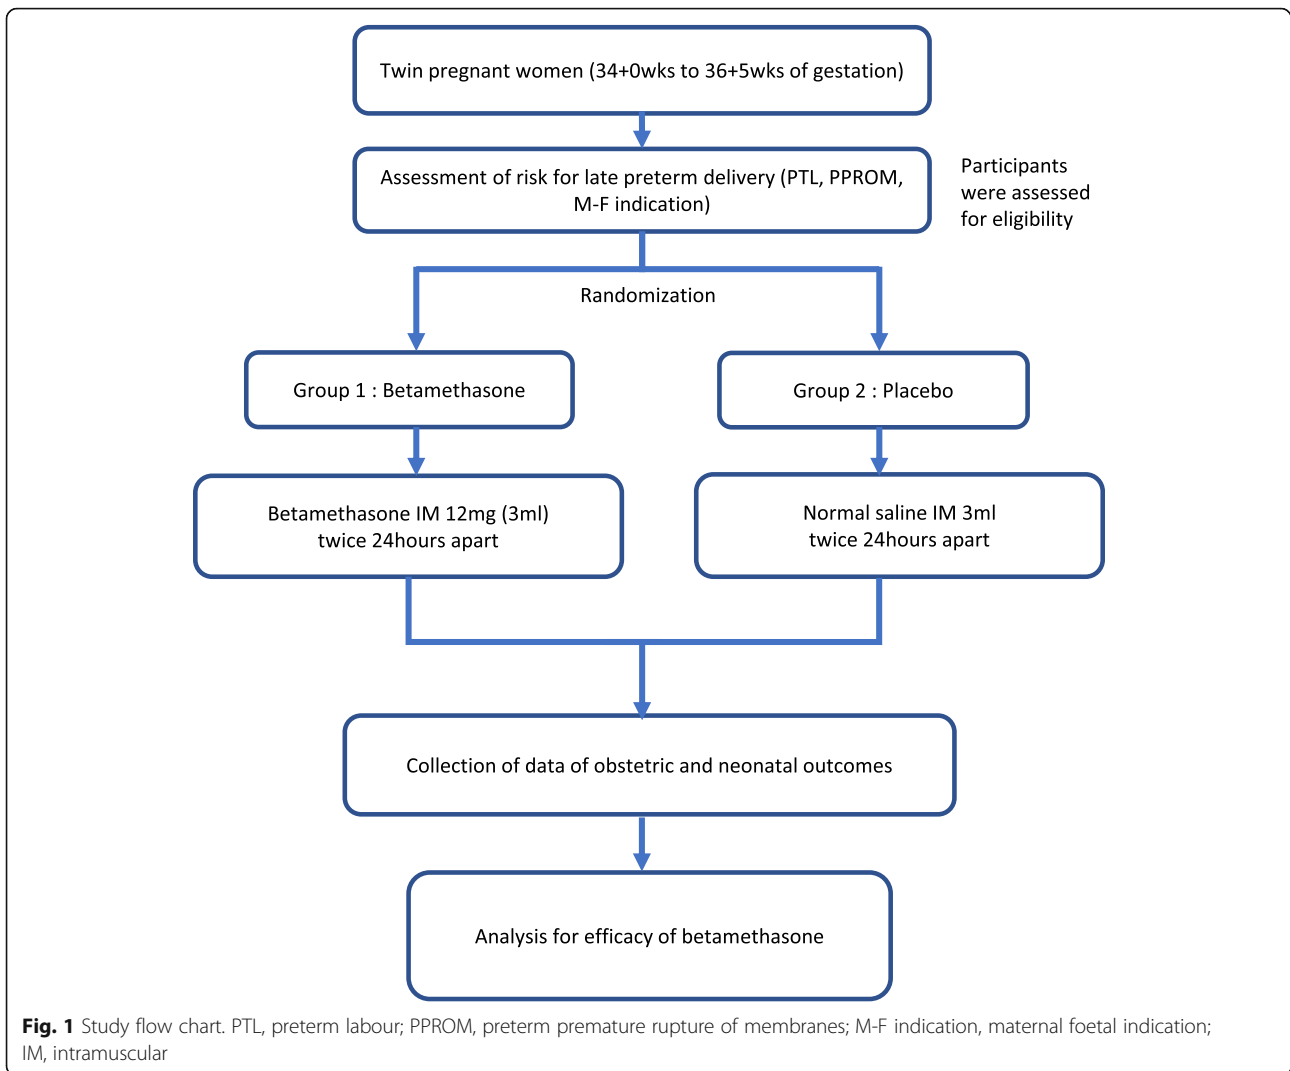 Twin pregnant women (34+0wks to 36+5wks of gestation)
Assessment of risk for late preterm delivery (PTL, PPROM,
M-F indication)
Participants
were assessed
for eligibility
Randomization
Group 1 : Betamethasone
Group 2 : Placebo
Betamethasone IM 12mg (3ml)
twice 24hours apart
Normal saline IM 3ml
twice 24hours apart
Collection of data of obstetric and neonatal outcomes
Analysis for efficacy of betamethasone
Fig. 1 Study flow chart. PTL, preterm labour; PPROM, preterm premature rupture of membranes; M-F indication, maternal foetal indication;
IM, intramuscular